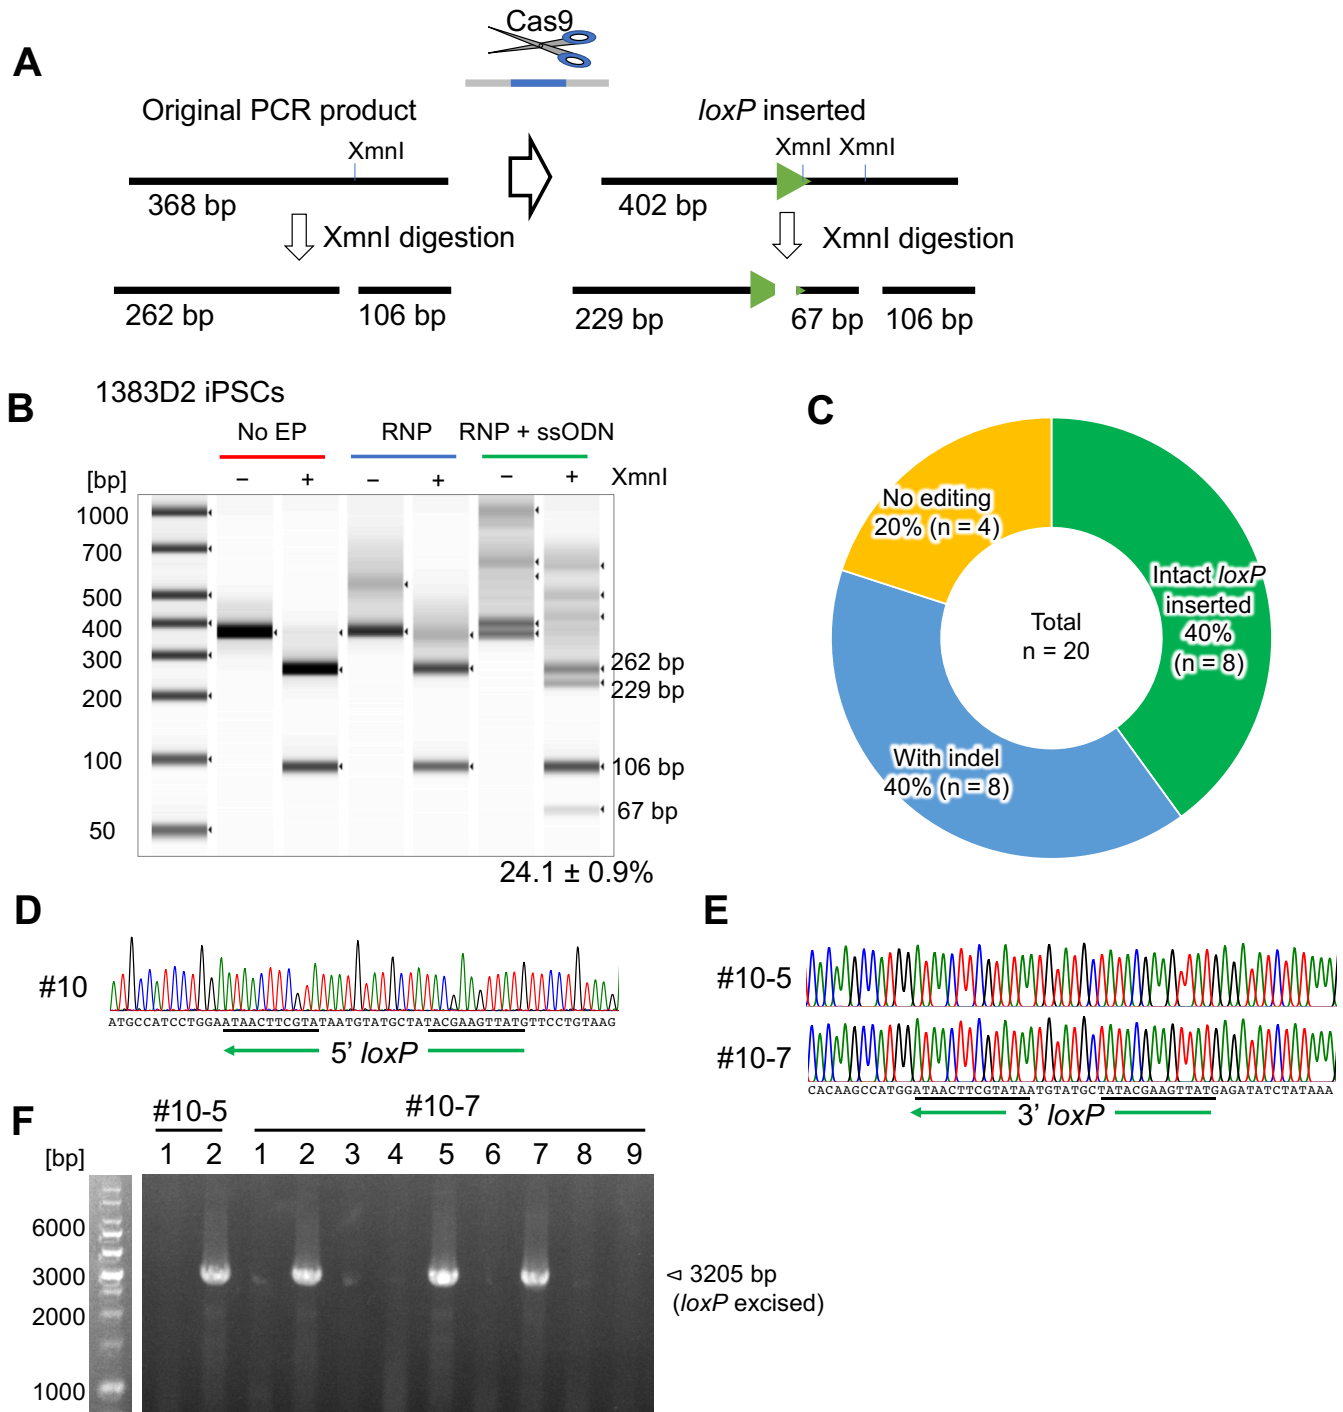 A
Cas9
Original PCR product
loxP inserted
XmnI
XmnI XmnI
368 bp
402 bp
XmnI digestion
XmnI digestion
262 bp
106 bp
229 bp
67 bp
106 bp
B
1383D2 iPSCs
No EP
RNP
RNP + ssODN
[bp]
− + − + − + XmnI
1000
700
500
400
300
200
100
50
262 bp
229 bp
106 bp
67 bp
24.1 ± 0.9%
C
No editing
20% (n = 4)
Intact loxP
inserted
40%
(n = 8)
Total
n = 20
With indel
40% (n = 8)
D
#10
ATGCCATCCTGGAATAACTTCGTATAATGTATGCTATACGAAGTTATGTTCCTGTAAG
5’ loxP
E
#10-5
#10-7
CACAAGCCATGGGATAACTTCGTATAATGTATGCTATACGAAGTTATGAGATATCTATAAA
3’ loxP
F
#10-5
#10-7
[bp]
1 2 1 2 3 4 5 6 7 8 9
6000
3000
2000
1000
⊲ 3205 bp
(loxP excised)